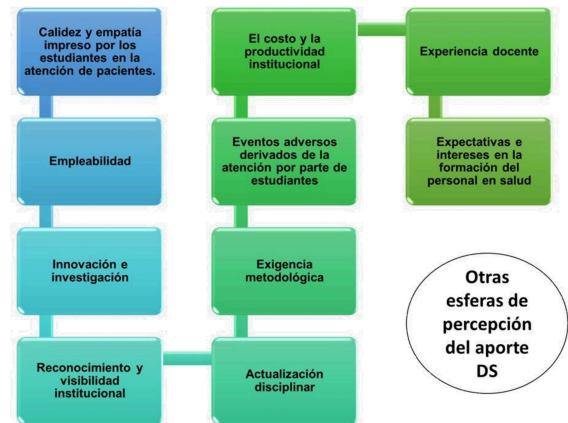 Calidez y empatía
impreso por los
estudiantes en la
atención de pacientes.
Empleabilidad
Innovación e
investigación
Reconocimiento y
visibilidad
institucional
Actualización
disciplinar
Exigencia
metodológica
Eventos adversos
derivados de la
atención por parte de
estudiantes
El costo y la
productividad
institucional
Experiencia docente
Expectativas e
intereses en la
formación del
personal en salud
Otras
esferas de
percepción
del aporte
DS